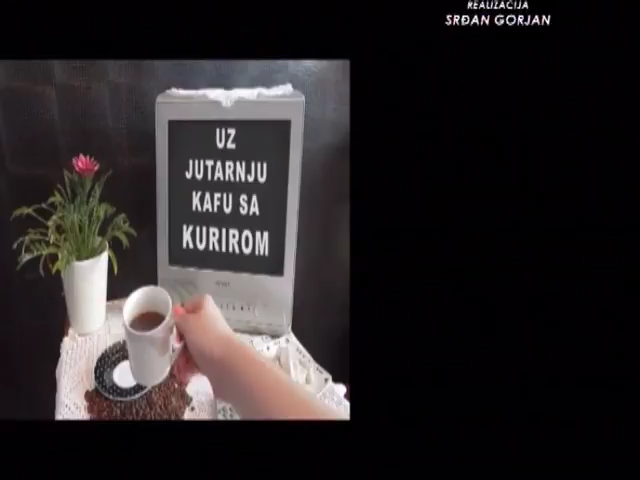 REALIZACIJA
SRĐAN GORJAN
UZ
JUTARNJU
KAFU SA
KURIROM